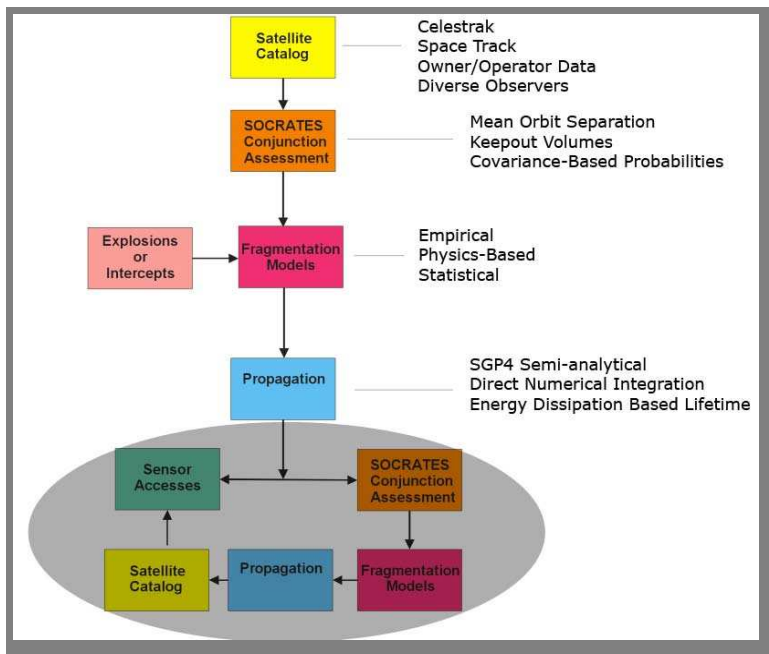 Satellite
Catalog
Celestrak
Space Track
Owner/Operator Data
Diverse Observers
SOCRATES
Conjunction
Assessment
Mean Orbit Separation
Keepout Volumes
Covariance-Based Probabilities
Explosions
or
Intercepts
Fragmentation
Models
Empirical
Physics-Based
Statistical
Propagation
SGP4 Semi-analytical
Direct Numerical Integration
Energy Dissipation Based Lifetime
Sensor
Accesses
SOCRATES
Conjunction
Assessment
Satellite
Catalog
Propagation
Fragmentation
Models